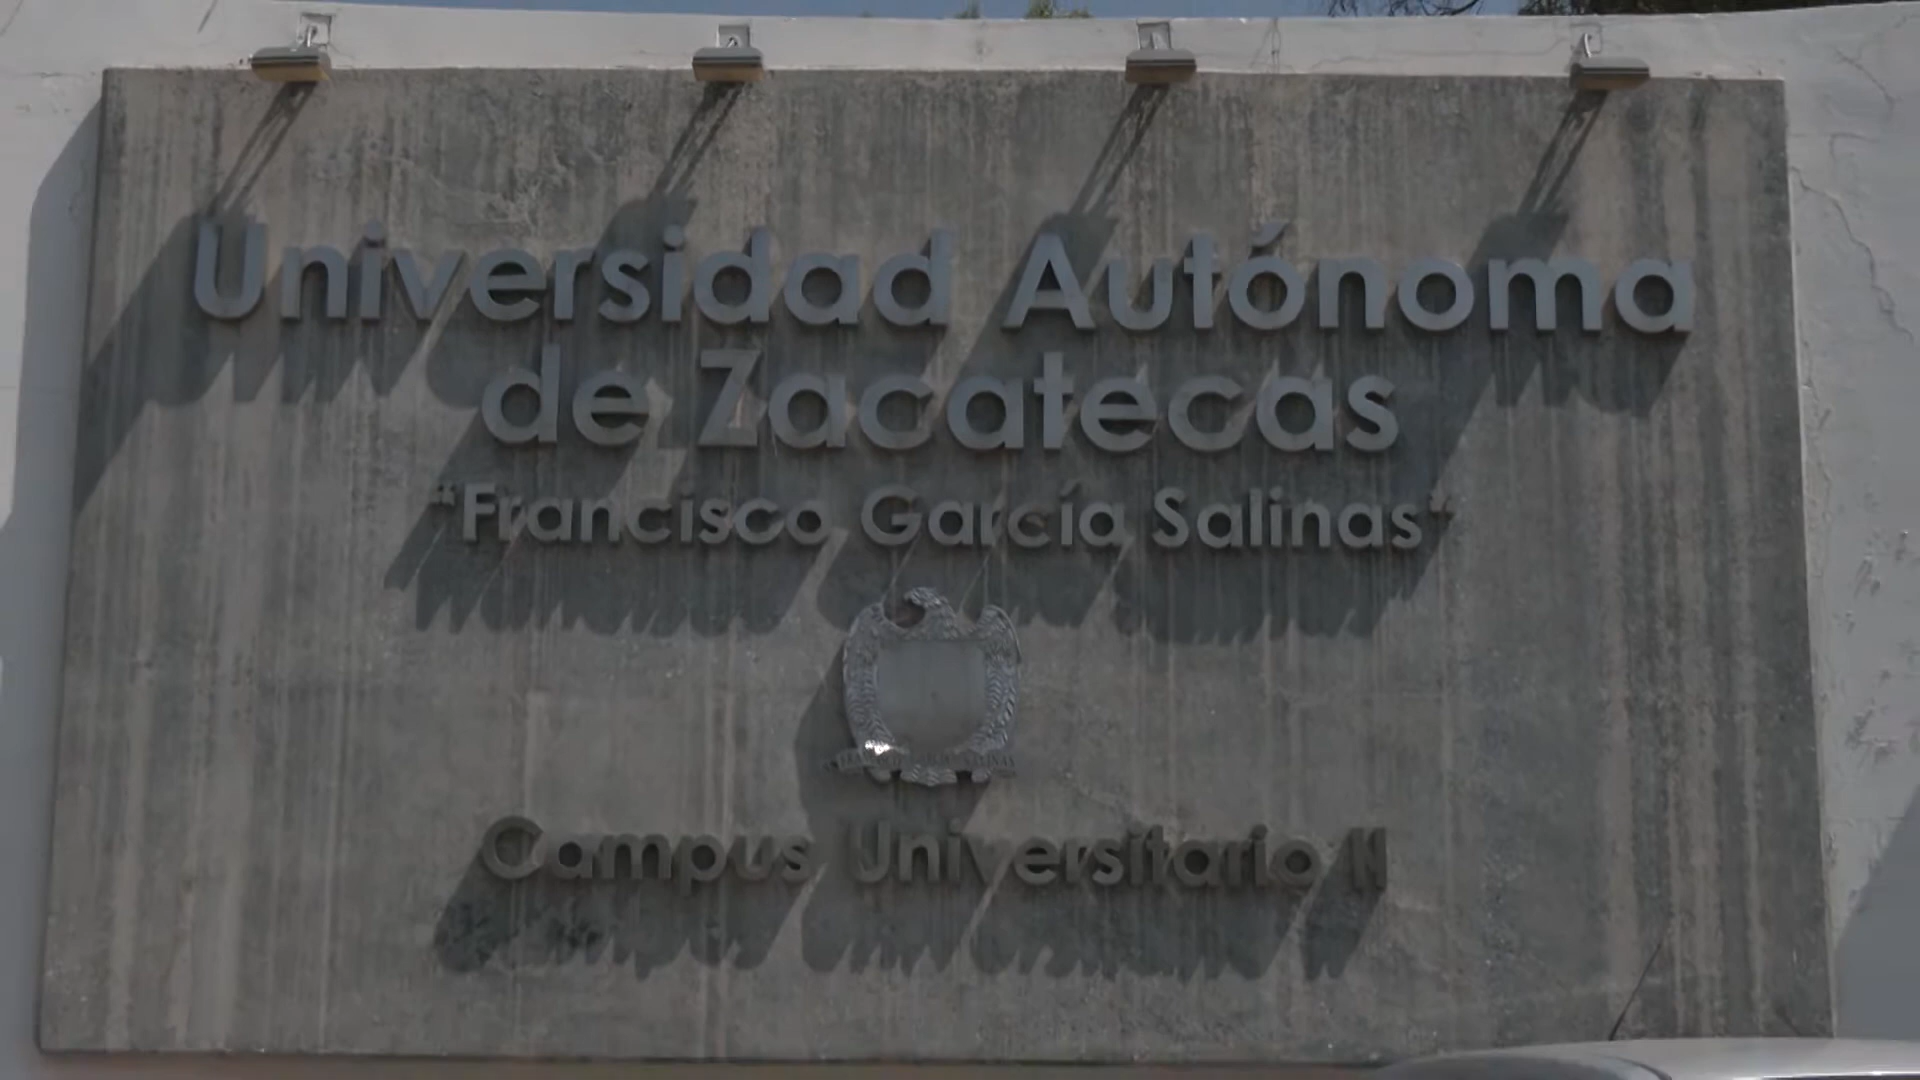 Universidad Autónoma
de Zacatecas
"Francisco García Salinas"
Campus Universitario II